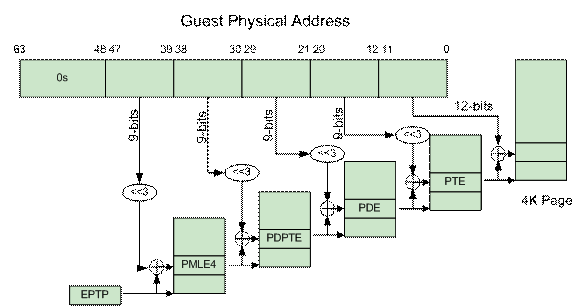 Guest Physical Address
63 48 47 39 38 30 29 21 20 12 11 0
0s
9-bits 9-bits 9-bits 9-bits 12-bits
<<3 <<3 <<3 <<3
PTE
4K Page
PDE
PDPTE
PMLE4
EPTP